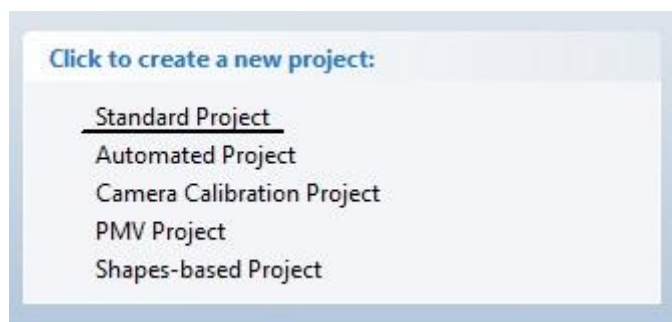 Click to create a new project:
Standard Project
Automated Project
Camera Calibration Project
PMV Project
Shapes-based Project